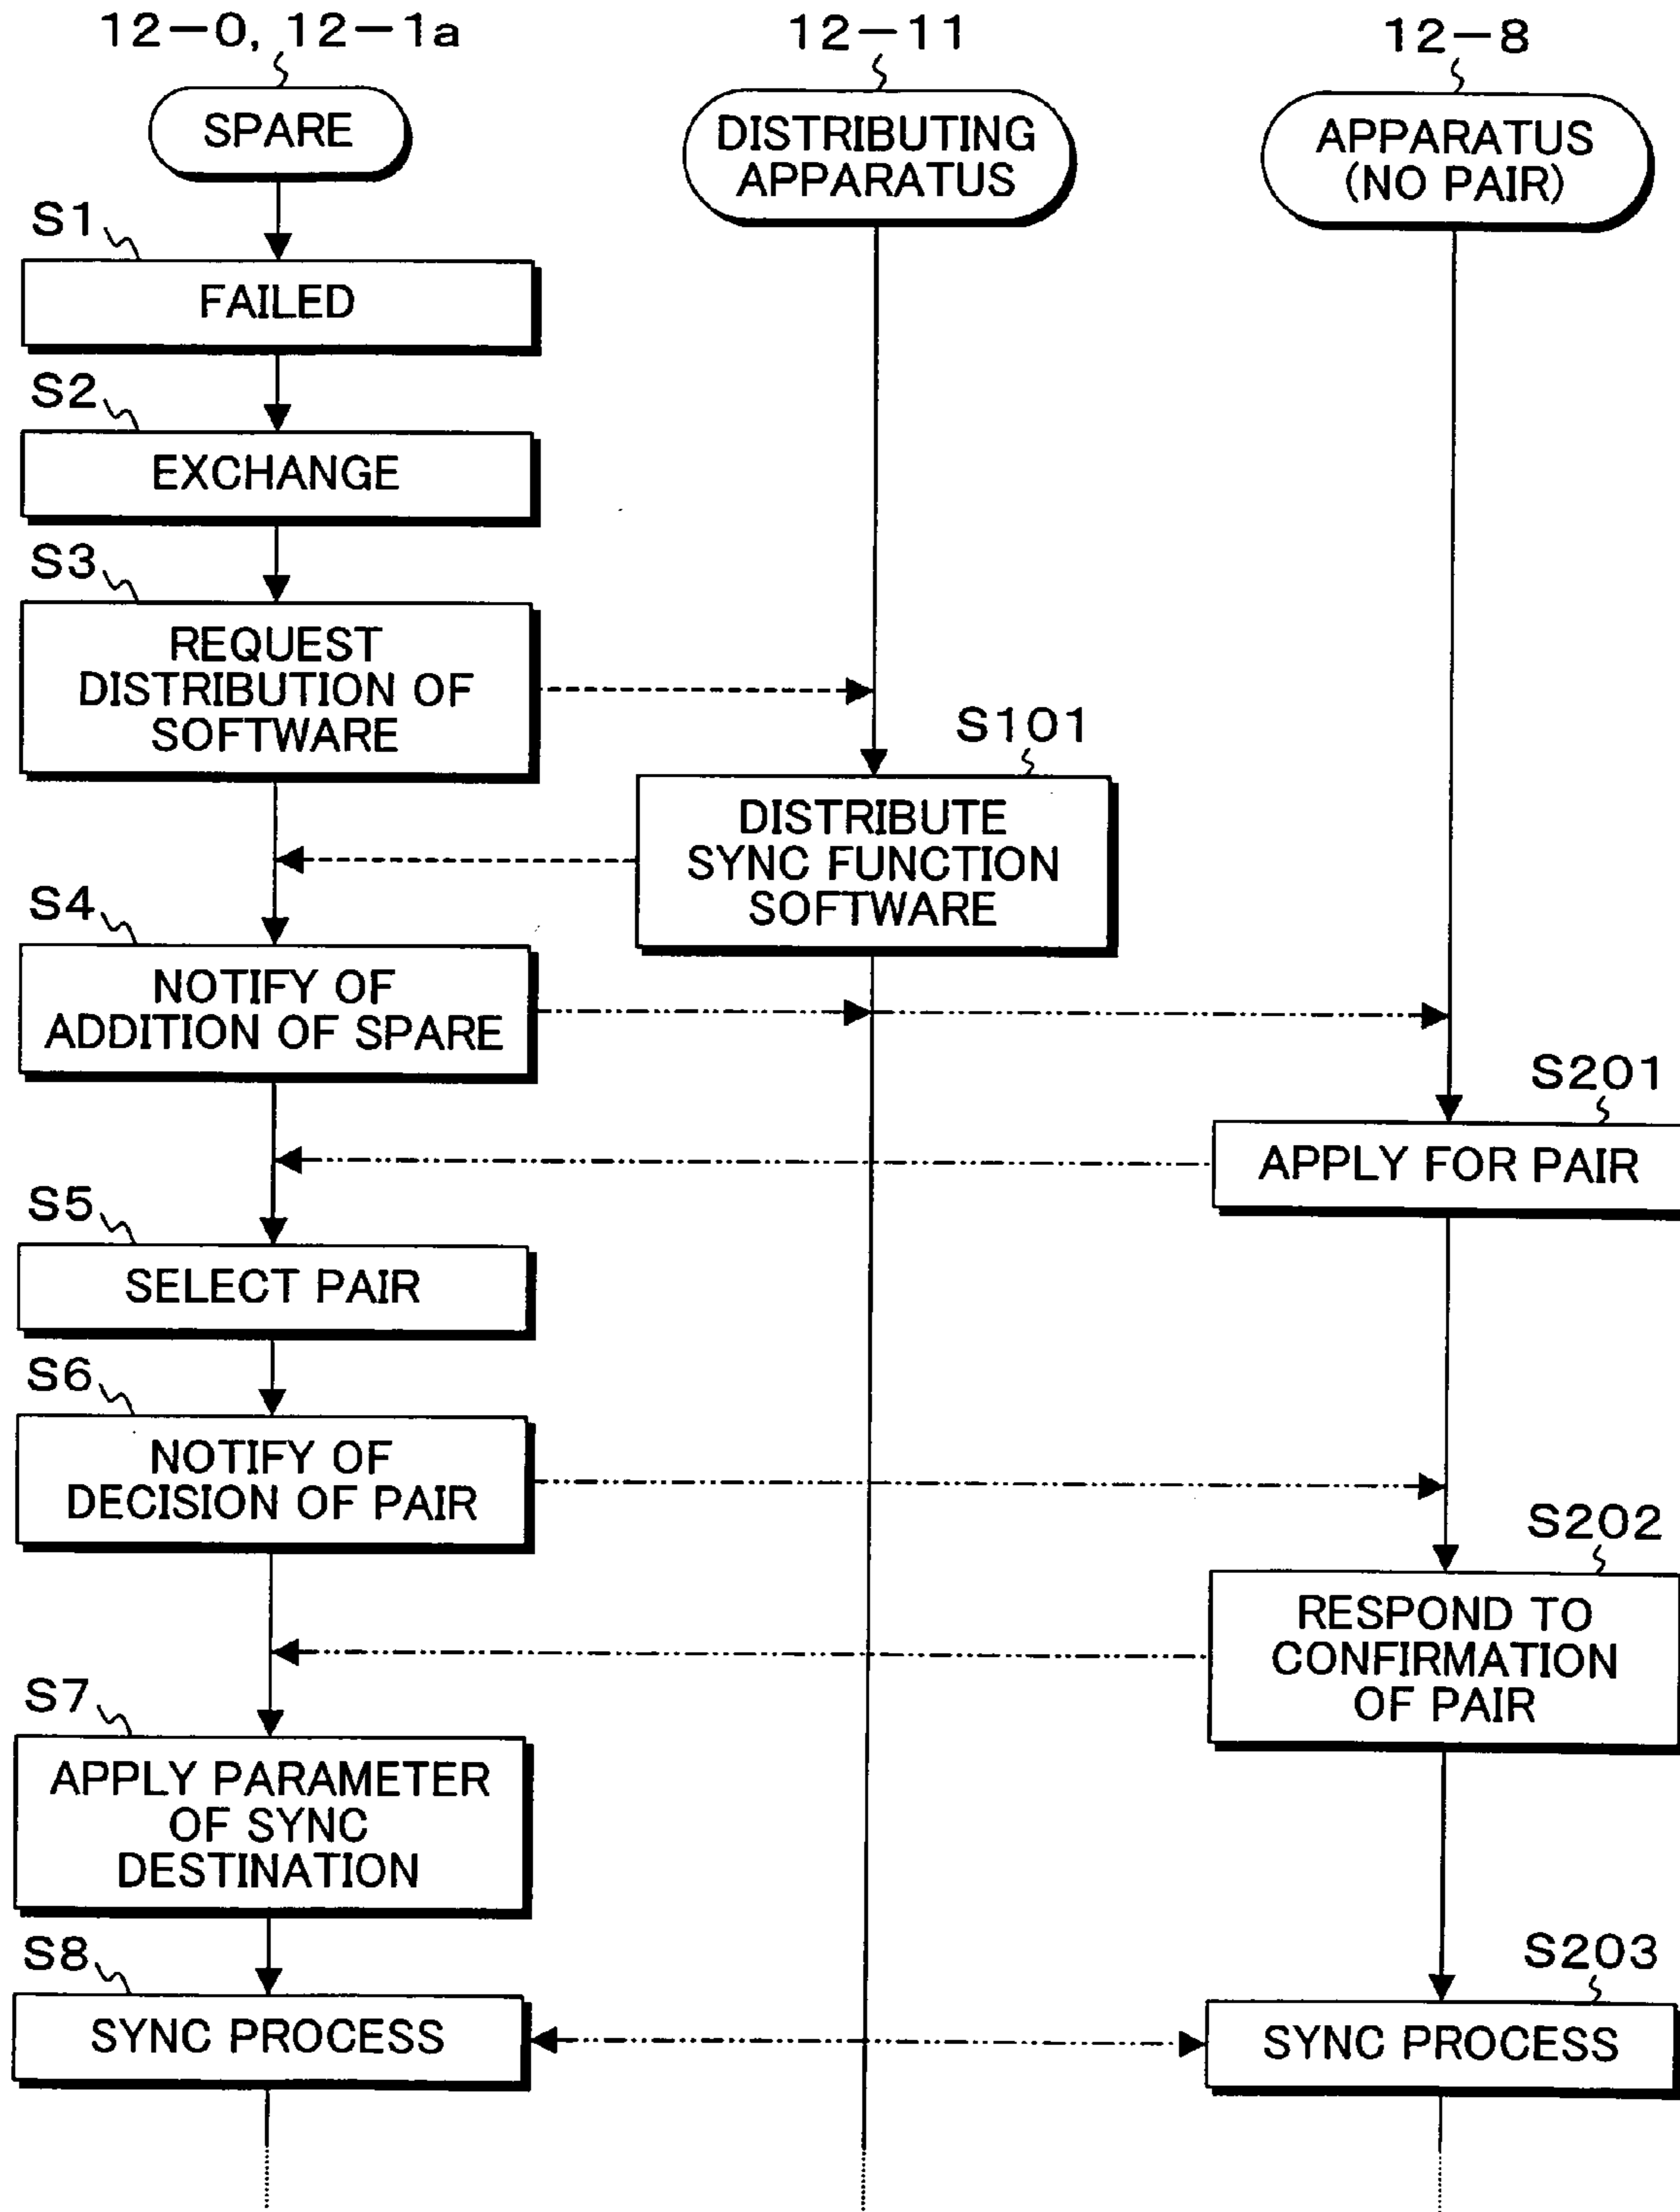 12-0, 12-1a
12-11
12-8
SPARE
DISTRIBUTING
APPARATUS
APPARATUS
(NO PAIR)
S1
FAILED
S2
EXCHANGE
S3
REQUEST
DISTRIBUTION OF
SOFTWARE
S101
DISTRIBUTE
SYNC FUNCTION
SOFTWARE
S4
NOTIFY OF
ADDITION OF SPARE
S201
APPLY FOR PAIR
S5
SELECT PAIR
S6
NOTIFY OF
DECISION OF PAIR
S202
RESPOND TO
CONFIRMATION
OF PAIR
S7
APPLY PARAMETER
OF SYNC
DESTINATION
S8
SYNC PROCESS
S203
SYNC PROCESS